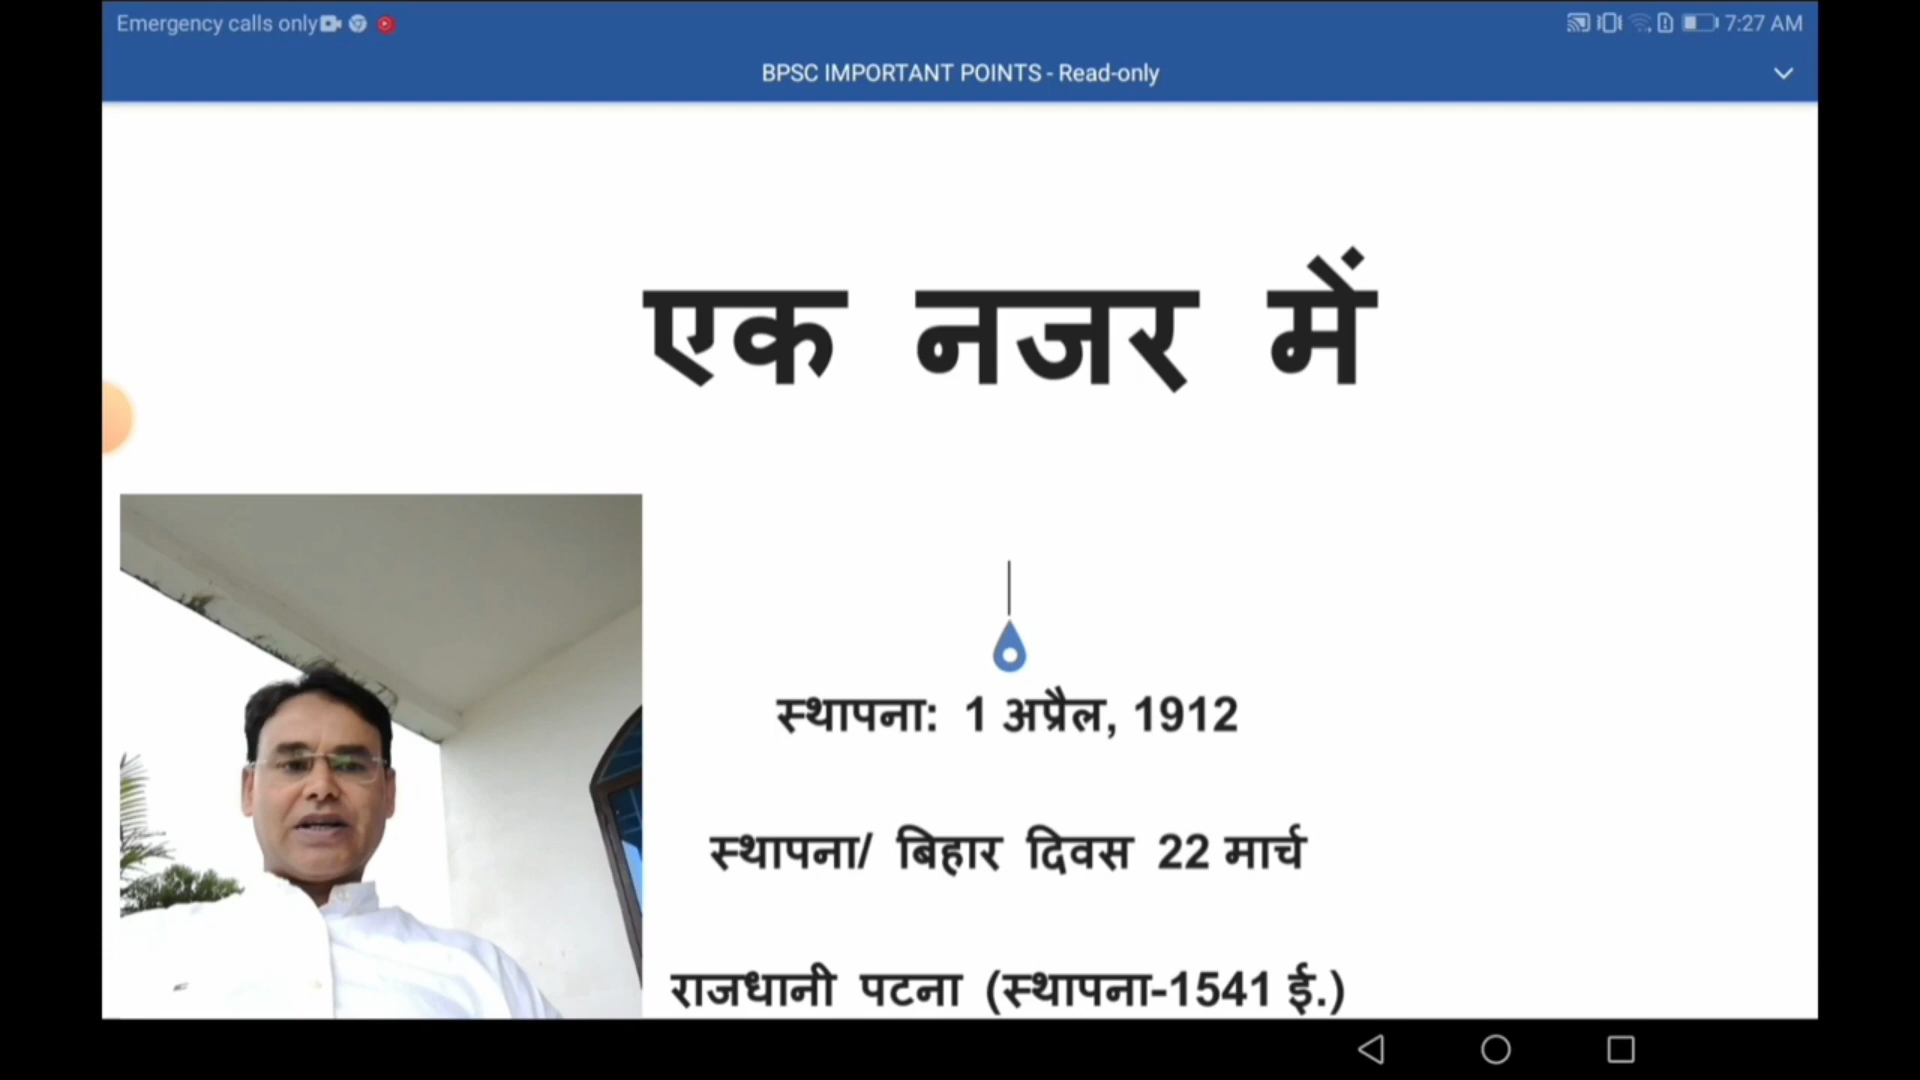 Emergency calls only 7:27 AM
BPSC IMPORTANT POINTS - Read-only
एक नजर में
स्थापना: 1 अप्रैल, 1912
स्थापना/ बिहार दिवस 22 मार्च
राजधानी पटना (स्थापना-1541 ई.)